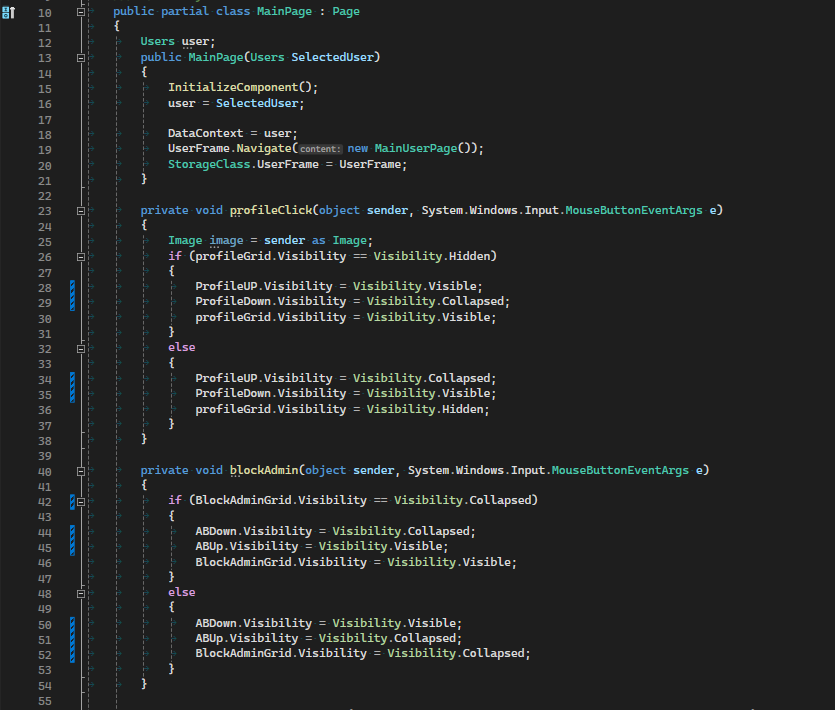 10 public partial class MainPage : Page
11 {
12 Users user;
13 public MainPage(Users SelectedUser)
14 {
15 InitializeComponent();
16 user = SelectedUser;
17
18 DataContext = user;
19 UserFrame.Navigate(content: new MainUserPage());
20 StorageClass.UserFrame = UserFrame;
21 }
22
23 private void profileClick(object sender, System.Windows.Input.MouseButtonEventArgs e)
24 {
25 Image image = sender as Image;
26 if (profileGrid.Visibility == Visibility.Hidden)
27 {
28 ProfileUP.Visibility = Visibility.Visible;
29 ProfileDown.Visibility = Visibility.Collapsed;
30 profileGrid.Visibility = Visibility.Visible;
31 }
32 else
33 {
34 ProfileUP.Visibility = Visibility.Collapsed;
35 ProfileDown.Visibility = Visibility.Visible;
36 profileGrid.Visibility = Visibility.Hidden;
37 }
38 }
39
40 private void blockAdmin(object sender, System.Windows.Input.MouseButtonEventArgs e)
41 {
42 if (BlockAdminGrid.Visibility == Visibility.Collapsed)
43 {
44 ABDown.Visibility = Visibility.Collapsed;
45 ABUp.Visibility = Visibility.Visible;
46 BlockAdminGrid.Visibility = Visibility.Visible;
47 }
48 else
49 {
50 ABDown.Visibility = Visibility.Visible;
51 ABUp.Visibility = Visibility.Collapsed;
52 BlockAdminGrid.Visibility = Visibility.Collapsed;
53 }
54 }
55